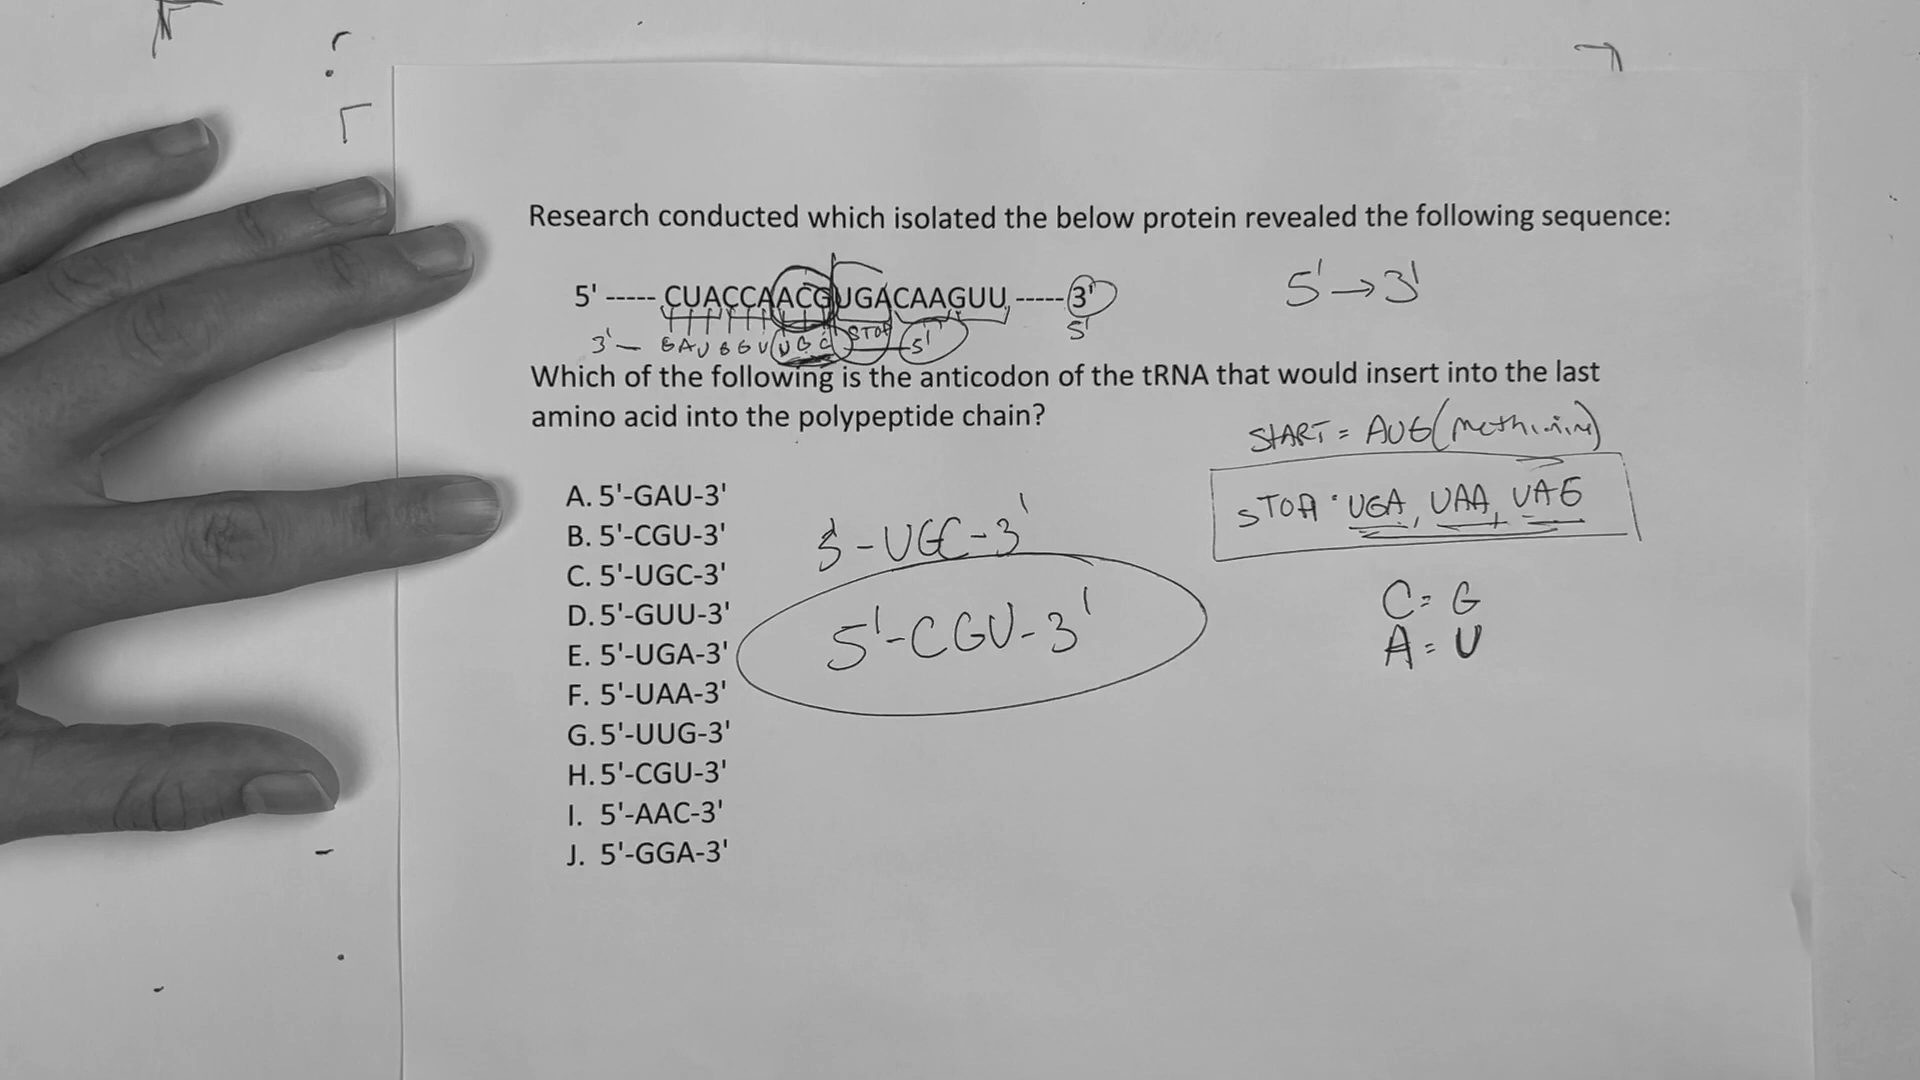 Research conducted which isolated the below protein revealed the following sequence:
5' ----- CUACCAACGUGACAAGUU -----3'
5' → 3'
3' — GAUGGUUGC STOP 5' 5'
Which of the following is the anticodon of the tRNA that would insert into the last
amino acid into the polypeptide chain?
START = AUG (methinine)
STOP: UGA, UAA, UAG
A. 5'-GAU-3'
B. 5'-CGU-3'
C. 5'-UGC-3'
D. 5'-GUU-3'
E. 5'-UGA-3'
F. 5'-UAA-3'
G. 5'-UUG-3'
H. 5'-CGU-3'
I. 5'-AAC-3'
J. 5'-GGA-3'
-UGC-3'
5'-CGU-3'
C = G
A = U